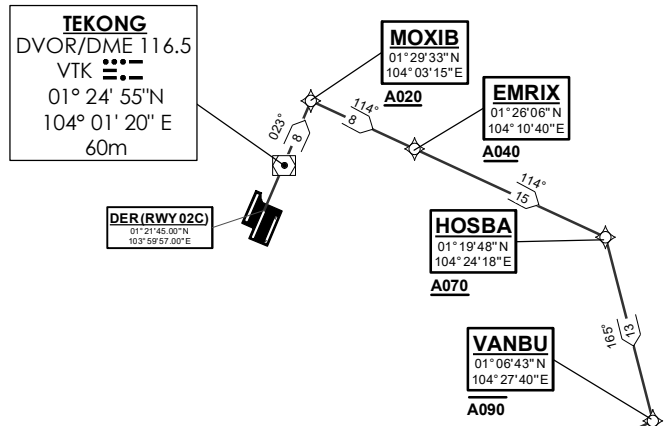 TEKONG
DVOR/DME 116.5
VTK
01° 24' 55"N
104° 01' 20" E
60m
MOXIB
01°29'33" N
104°03'15" E
A020
EMRIX
01°26'06" N
104°10'40" E
A040
023°
8
114°
8
DER (RWY 02C)
01°21'45.00"N
103°59'57.00"E
114°
15
HOSBA
01°19'48" N
104°24'18" E
A070
165°
13
VANBU
01°06'43" N
104°27'40" E
A090